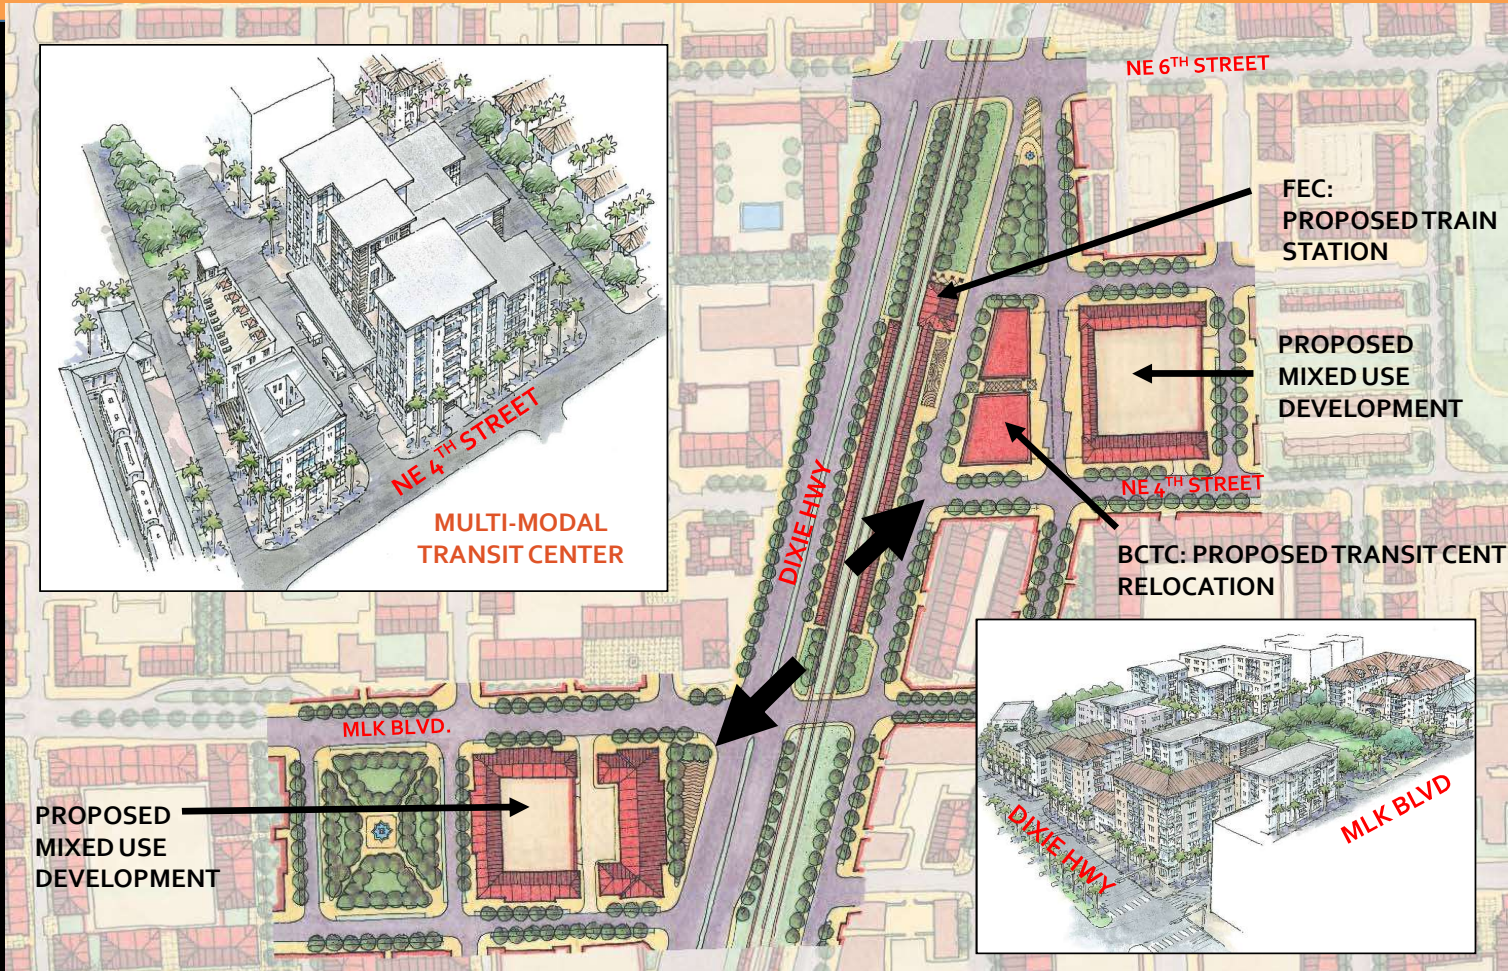 NE 6TH STREET
FEC:
PROPOSED TRAIN
STATION
PROPOSED
MIXED USE
DEVELOPMENT
NE 4TH STREET
MULTI-MODAL
TRANSIT CENTER
DIXIE HWY
NE 4TH STREET
BCTC: PROPOSED TRANSIT CENT
RELOCATION
MLK BLVD.
PROPOSED
MIXED USE
DEVELOPMENT
DIXIE HWY
MLK BLVD